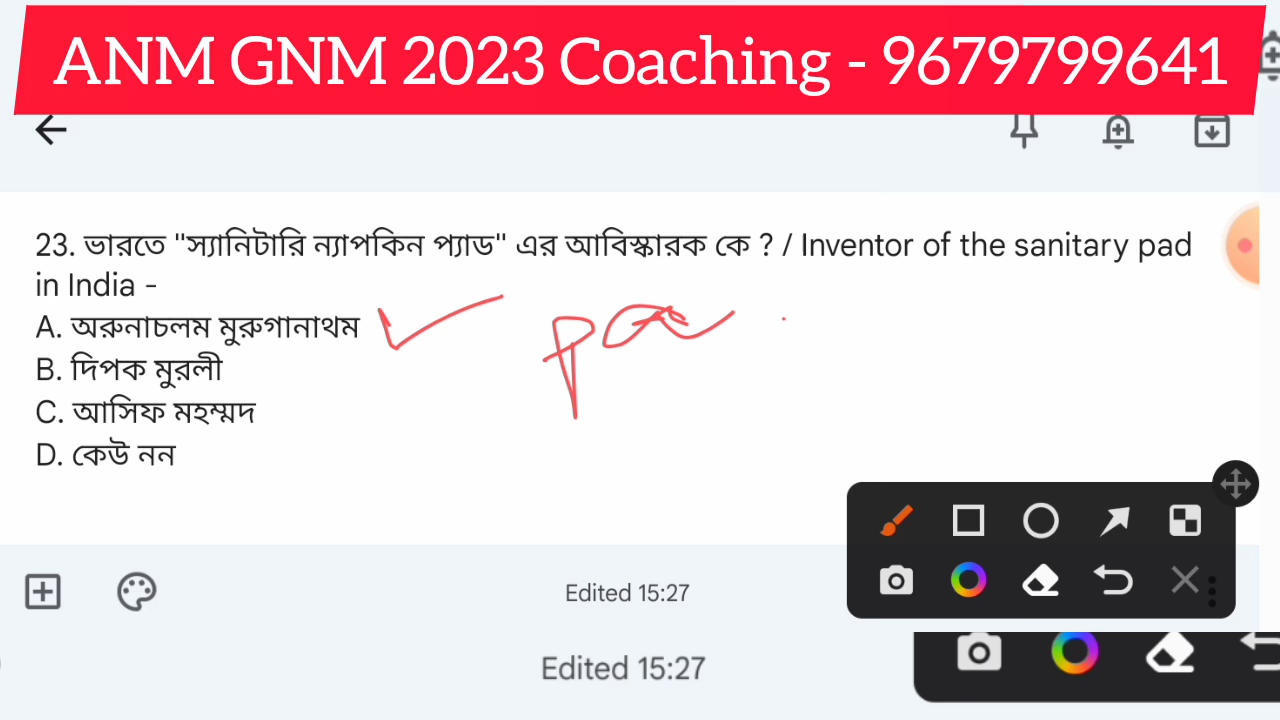 ANM GNM 2023 Coaching - 9679799641
23. ভারতে "স্যানিটারি ন্যাপকিন প্যাড" এর আবিস্কারক কে ? / Inventor of the sanitary pad
in India -
A. অরুনাচলম মুরুগানাথম
B. দিপক মুরলী
C. আসিফ মহম্মদ
D. কেউ নন
Edited 15:27
Edited 15:27